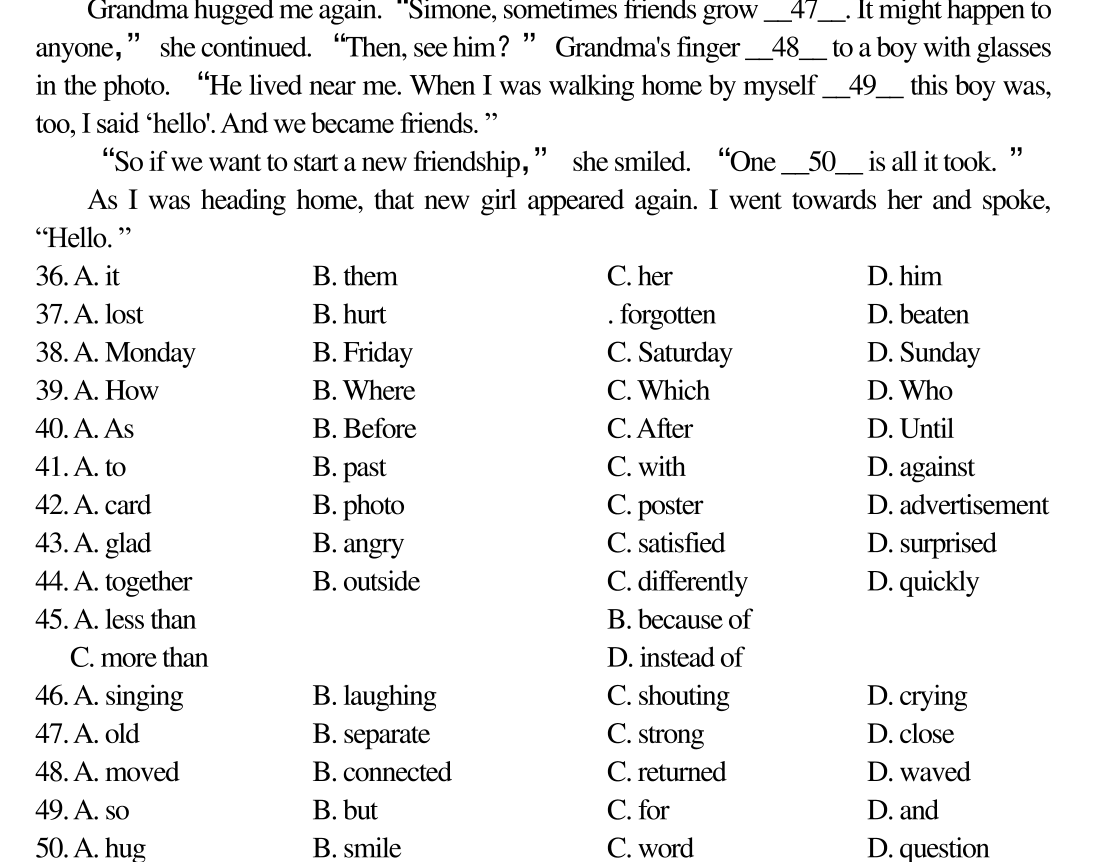 Grandma hugged me again. “Simone, sometimes friends grow __47__. It might happen to
anyone,” she continued. “Then, see him？” Grandma's finger __48__ to a boy with glasses
in the photo. “He lived near me. When I was walking home by myself __49__ this boy was,
too, I said ‘hello'. And we became friends.”
“So if we want to start a new friendship,” she smiled. “One __50__ is all it took.”
As I was heading home, that new girl appeared again. I went towards her and spoke,
“Hello.”
36. A. it B. them C. her D. him
37. A. lost B. hurt . forgotten D. beaten
38. A. Monday B. Friday C. Saturday D. Sunday
39. A. How B. Where C. Which D. Who
40. A. As B. Before C. After D. Until
41. A. to B. past C. with D. against
42. A. card B. photo C. poster D. advertisement
43. A. glad B. angry C. satisfied D. surprised
44. A. together B. outside C. differently D. quickly
45. A. less than B. because of
C. more than D. instead of
46. A. singing B. laughing C. shouting D. crying
47. A. old B. separate C. strong D. close
48. A. moved B. connected C. returned D. waved
49. A. so B. but C. for D. and
50. A. hug B. smile C. word D. question